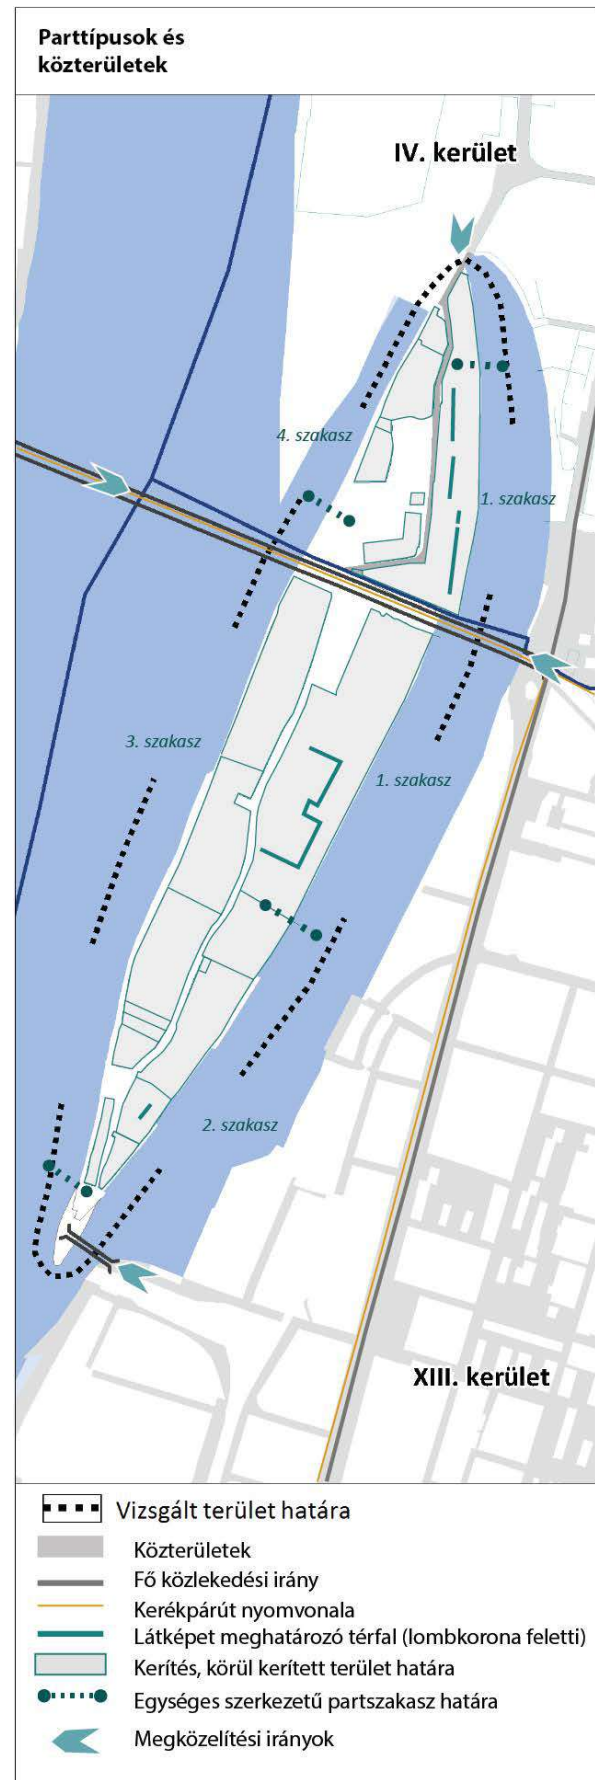 Parttípusok és
közterületek
IV. kerület
4. szakasz
1. szakasz
3. szakasz
1. szakasz
2. szakasz
XIII. kerület
Vizsgált terület határa
Közterületek
Fő közlekedési irány
Kerékpárút nyomvonala
Látképet meghatározó térfal (lombkorona feletti)
Kerítés, körül kerített terület határa
Egységes szerkezetű partszakasz határa
Megközelítési irányok